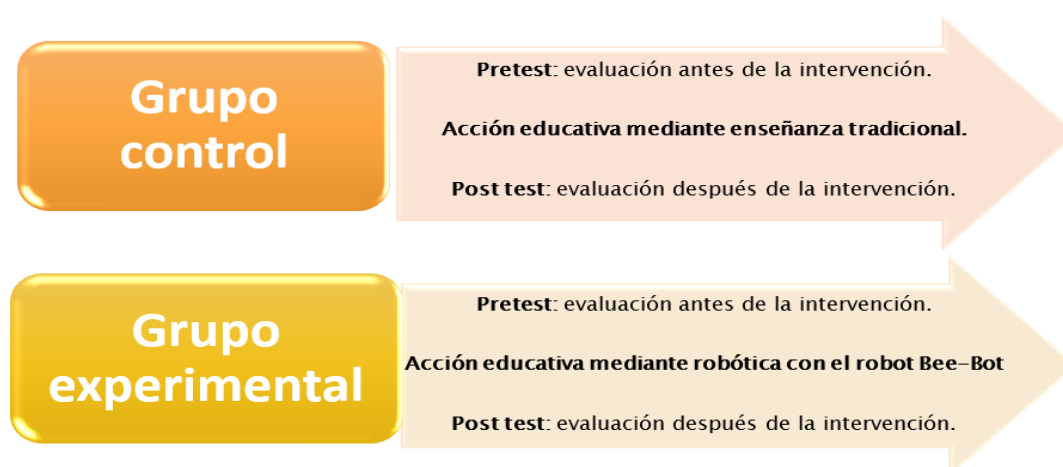 Grupo
control
Pretest: evaluación antes de la intervención.
Acción educativa mediante enseñanza tradicional.
Post test: evaluación después de la intervención.
Grupo
experimental
Pretest: evaluación antes de la intervención.
Acción educativa mediante robótica con el robot Bee-Bot
Post test: evaluación después de la intervención.